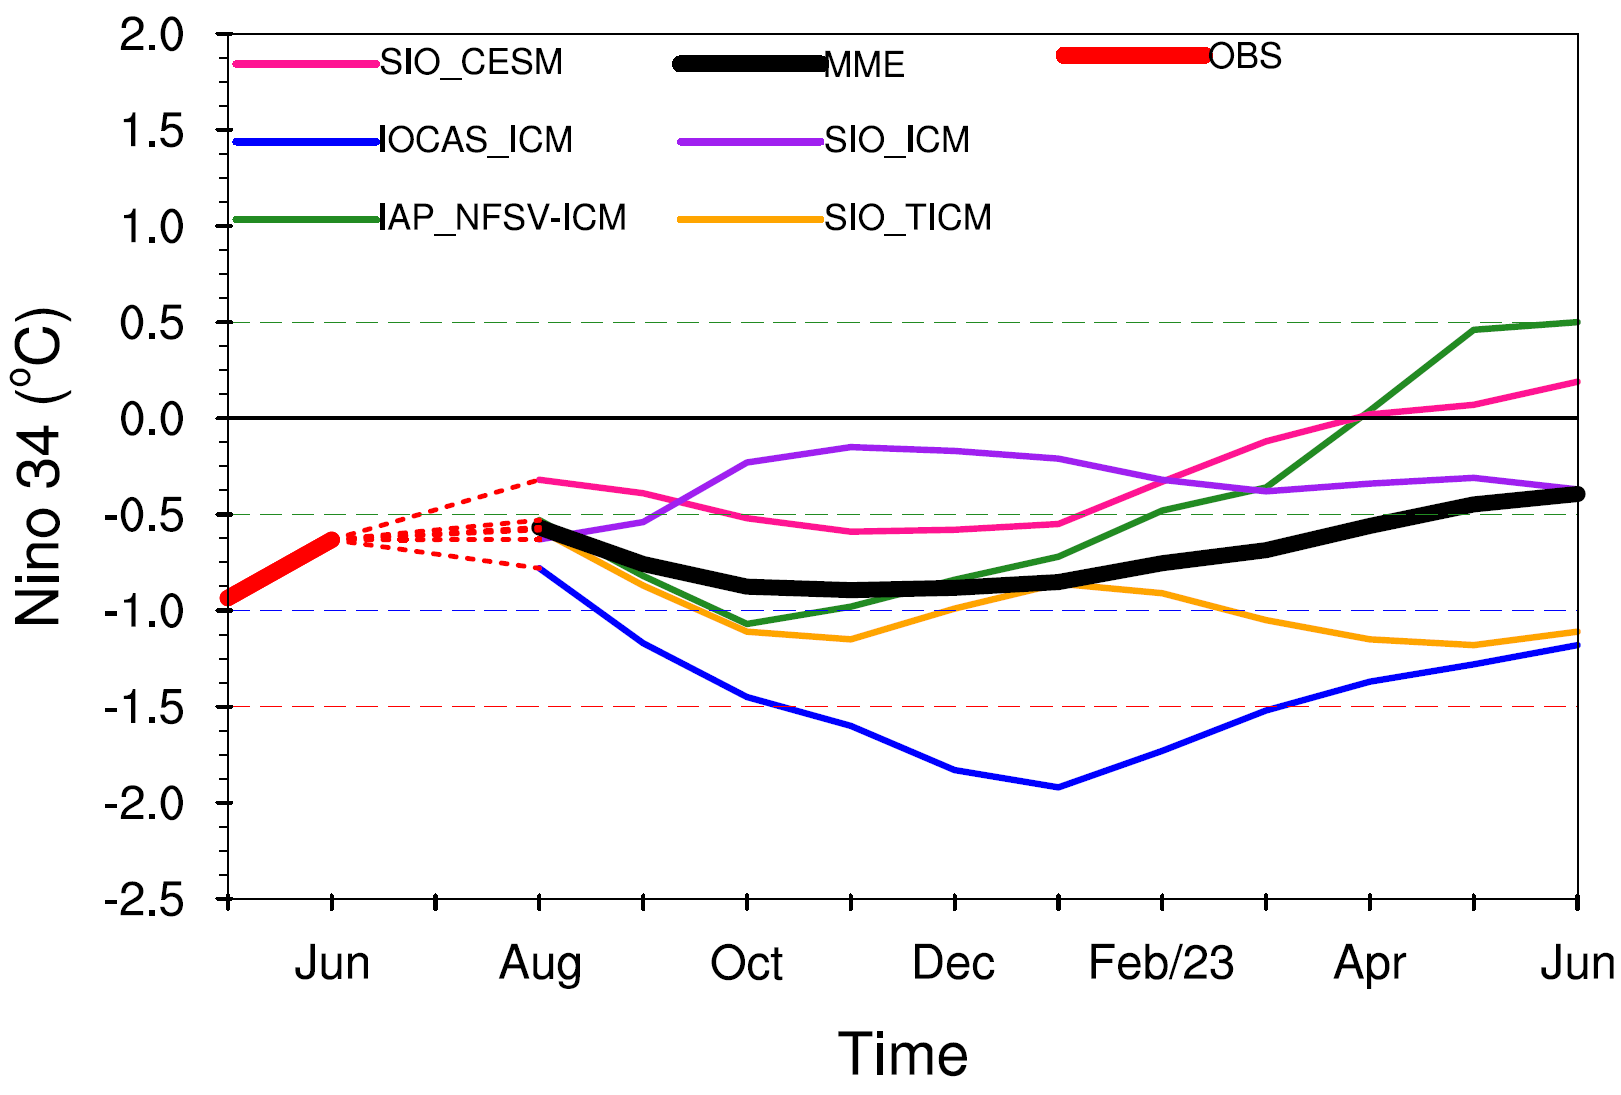 2.0
1.5
1.0
0.5
0.0
-0.5
-1.0
-1.5
-2.0
-2.5
Nino 34 (°C)
SIO_CESM MME OBS
IOCAS_ICM SIO_ICM
IAP_NFSV-ICM SIO_TICM
Jun Aug Oct Dec Feb/23 Apr Jun
Time